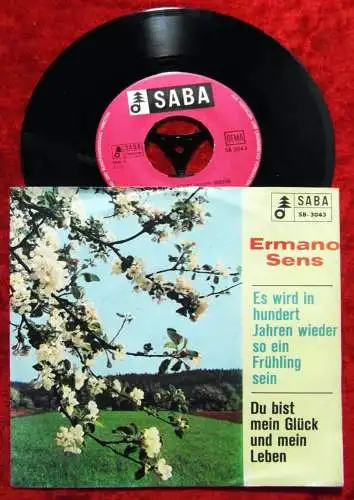 SABA
GEMA
SB 3043
SABA
SB-3043
Ermano
Sens
Es wird in
hundert
Jahren wieder
so ein
Frühling
sein
Du bist
mein Glück
und mein
Leben